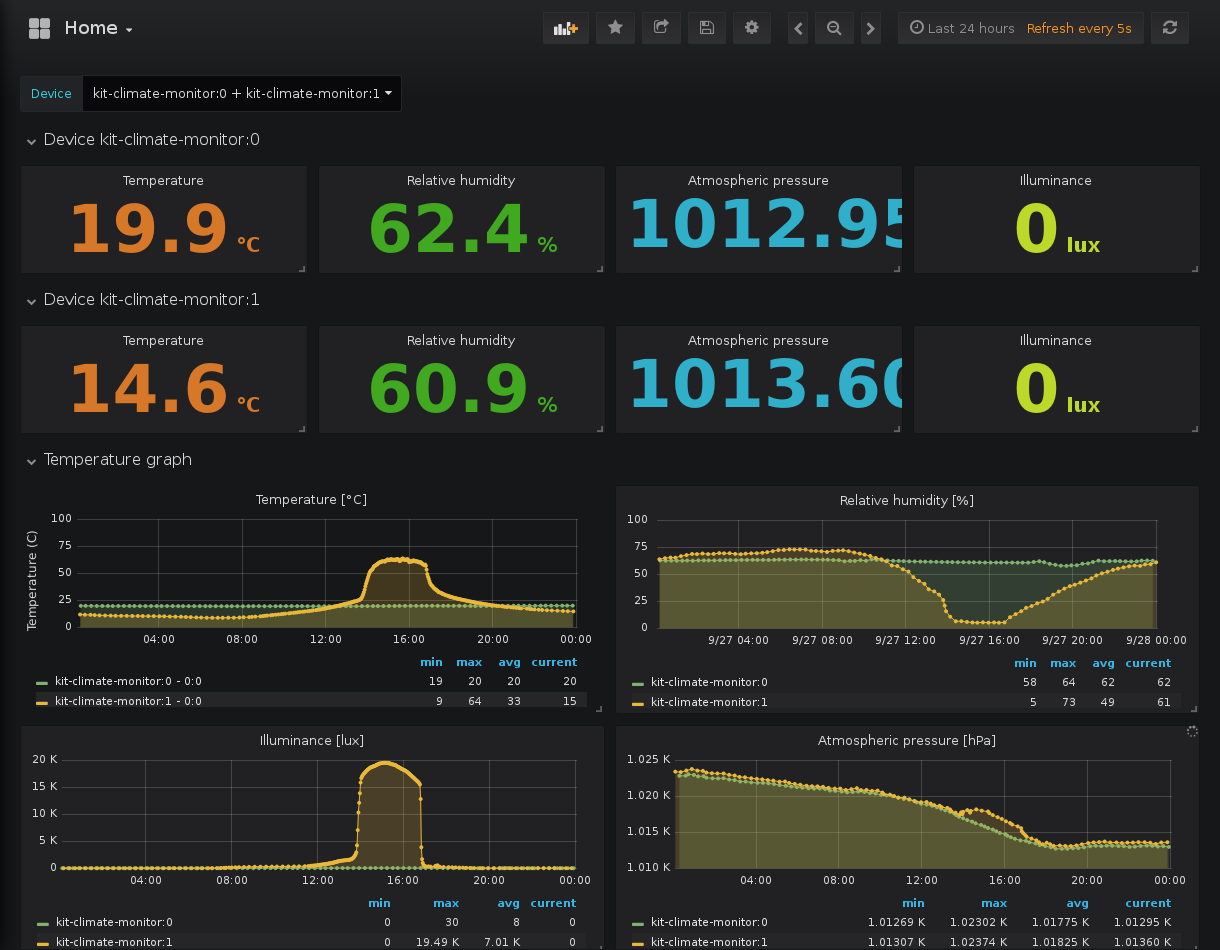 Home
Last 24 hours Refresh every 5s
Device kit-climate-monitor:0 + kit-climate-monitor:1
Device kit-climate-monitor:0
Temperature Relative humidity Atmospheric pressure Illuminance
19.9 °C 62.4 % 1012.95 0 lux
Device kit-climate-monitor:1
Temperature Relative humidity Atmospheric pressure Illuminance
14.6 °C 60.9 % 1013.60 0 lux
Temperature graph
Temperature [°C]
Temperature (C)
100
75
50
25
0
04:00 08:00 12:00 16:00 20:00 00:00
min max avg current
kit-climate-monitor:0 - 0:0 19 20 20 20
kit-climate-monitor:1 - 0:0 9 64 33 15
Relative humidity [%]
100
75
50
25
0
9/27 04:00 9/27 08:00 9/27 12:00 9/27 16:00 9/27 20:00 9/28 00:00
min max avg current
kit-climate-monitor:0 58 64 62 62
kit-climate-monitor:1 5 73 49 61
Illuminance [lux]
20 K
15 K
10 K
5 K
0
04:00 08:00 12:00 16:00 20:00 00:00
min max avg current
kit-climate-monitor:0 0 30 8 0
kit-climate-monitor:1 0 19.49 K 7.01 K 0
Atmospheric pressure [hPa]
1.025 K
1.020 K
1.015 K
1.010 K
04:00 08:00 12:00 16:00 20:00 00:00
min max avg current
kit-climate-monitor:0 1.01269 K 1.02302 K 1.01775 K 1.01295 K
kit-climate-monitor:1 1.01307 K 1.02374 K 1.01825 K 1.01360 K